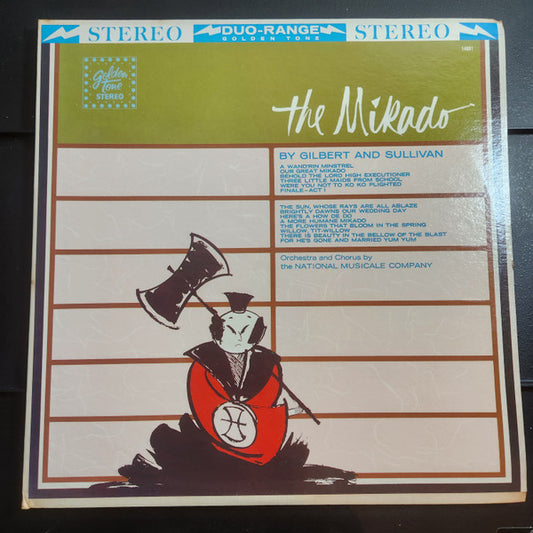 STEREO
DUO-RANGE
GOLDEN TONE
STEREO
14001
Golden
Tone
STEREO
the Mikado
BY GILBERT AND SULLIVAN
A WAND'RIN MINSTREL
OUR GREAT MIKADO
BEHOLD THE LORD HIGH EXECUTIONER
THREE LITTLE MAIDS FROM SCHOOL
WERE YOU NOT TO KO KO PLIGHTED
FINALE-ACT I
THE SUN, WHOSE RAYS ARE ALL ABLAZE
BRIGHTLY DAWNS OUR WEDDING DAY
HERE'S A HOW DE DO
A MORE HUMANE MIKADO
THE FLOWERS THAT BLOOM IN THE SPRING
WILLOW, TIT-WILLOW
THERE IS BEAUTY IN THE BELLOW OF THE BLAST
FOR HE'S GONE AND MARRIED YUM YUM
Orchestra and Chorus by
the NATIONAL MUSICALE COMPANY